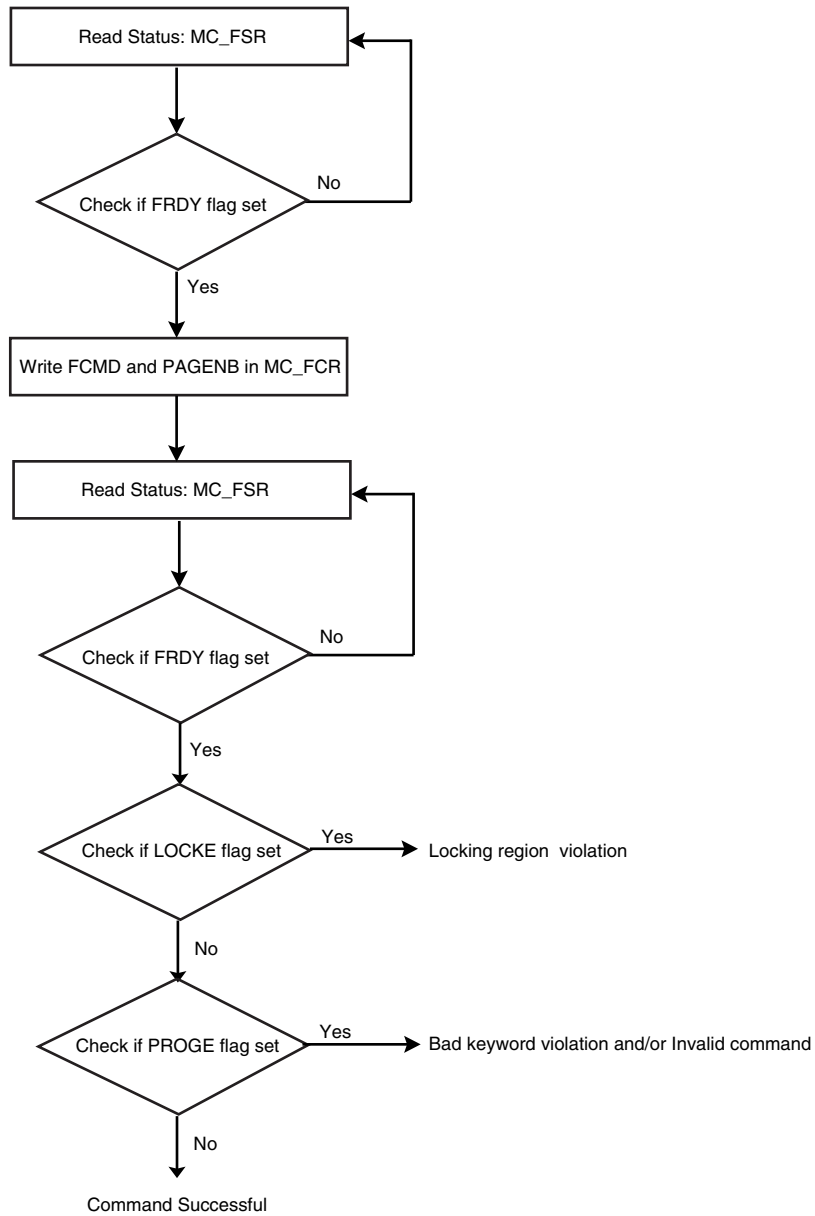 Read Status: MC_FSR
Check if FRDY flag set
No
Yes
Write FCMD and PAGENB in MC_FCR
Read Status: MC_FSR
Check if FRDY flag set
No
Yes
Check if LOCKE flag set
Yes
Locking region violation
No
Check if PROGE flag set
Yes
Bad keyword violation and/or Invalid command
No
Command Successful